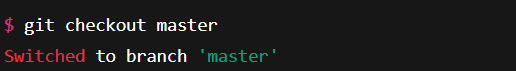 $ git checkout master
Switched to branch 'master'